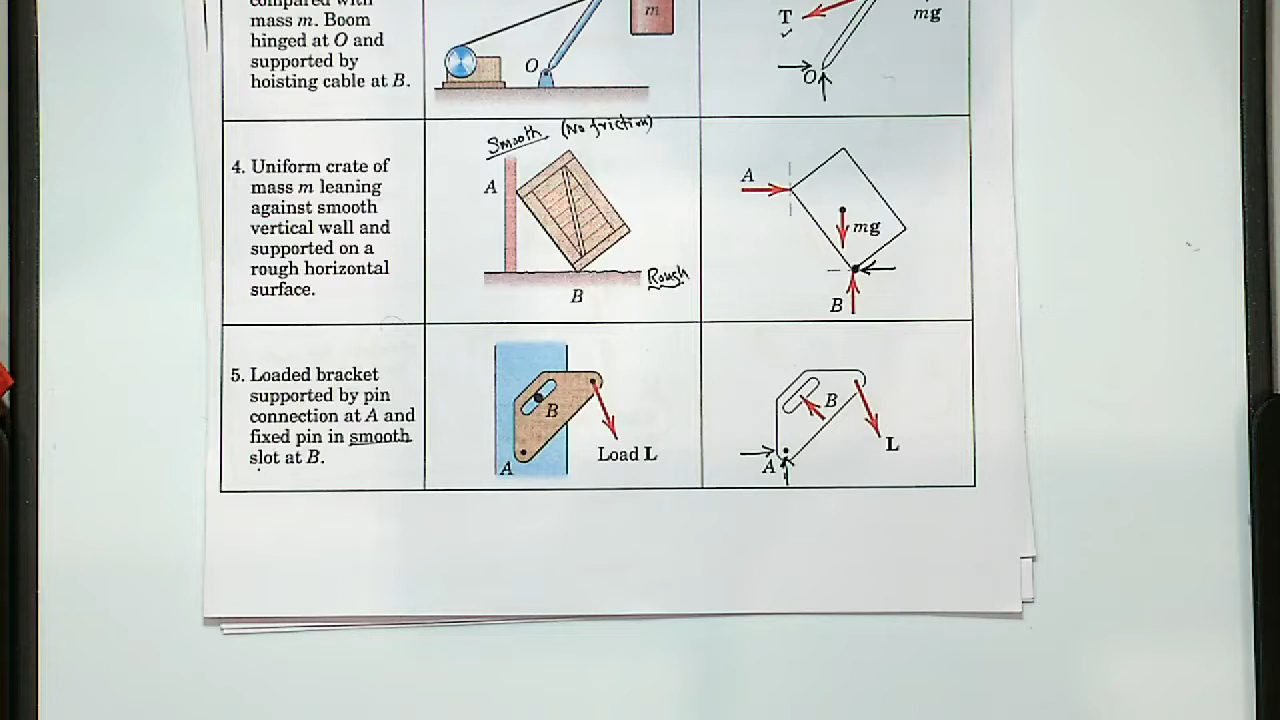 compared with
mass m. Boom
hinged at O and
supported by
hoisting cable at B.
O
m
T
mg
O
Smooth (No friction)
4. Uniform crate of
mass m leaning
against smooth
vertical wall and
supported on a
rough horizontal
surface.
A
B
Rough
A
mg
B
5. Loaded bracket
supported by pin
connection at A and
fixed pin in smooth
slot at B.
B
A
Load L
B
L
A